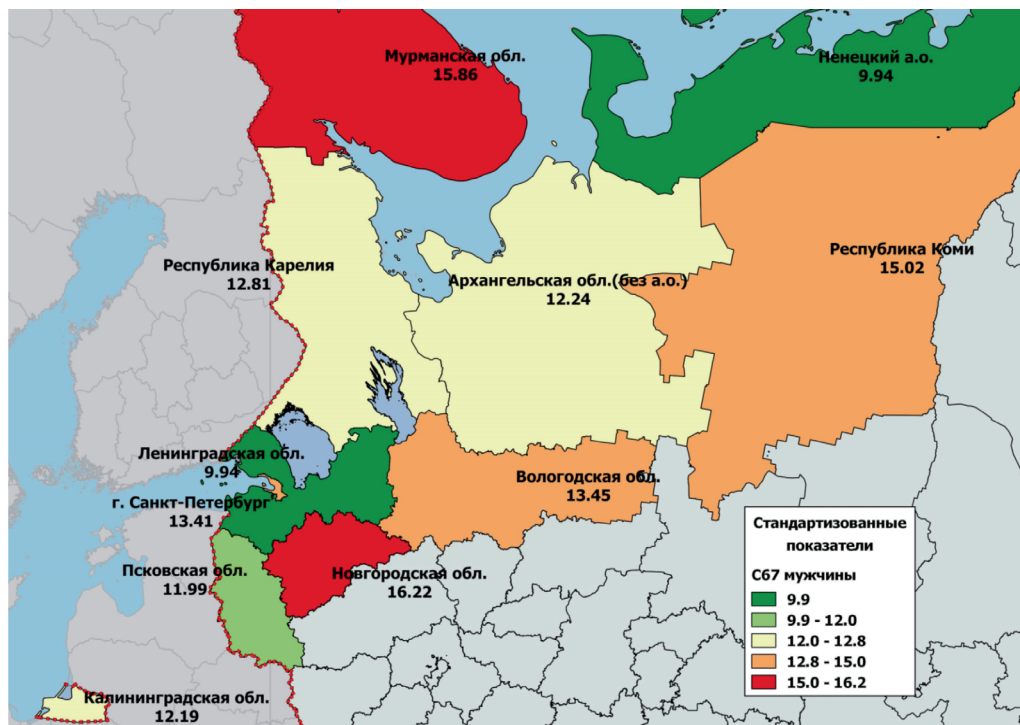 Мурманская обл.
15.86
Ненецкий а.о.
9.94
Республика Карелия
12.81
Архангельская обл.(без а.о.)
12.24
Республика Коми
15.02
Ленинградская обл.
9.94
г. Санкт-Петербург
13.41
Вологодская обл.
13.45
Псковская обл.
11.99
Новгородская обл.
16.22
Калининградская обл.
12.19
Стандартизованные
показатели
С67 мужчины
9.9
9.9 - 12.0
12.0 - 12.8
12.8 - 15.0
15.0 - 16.2